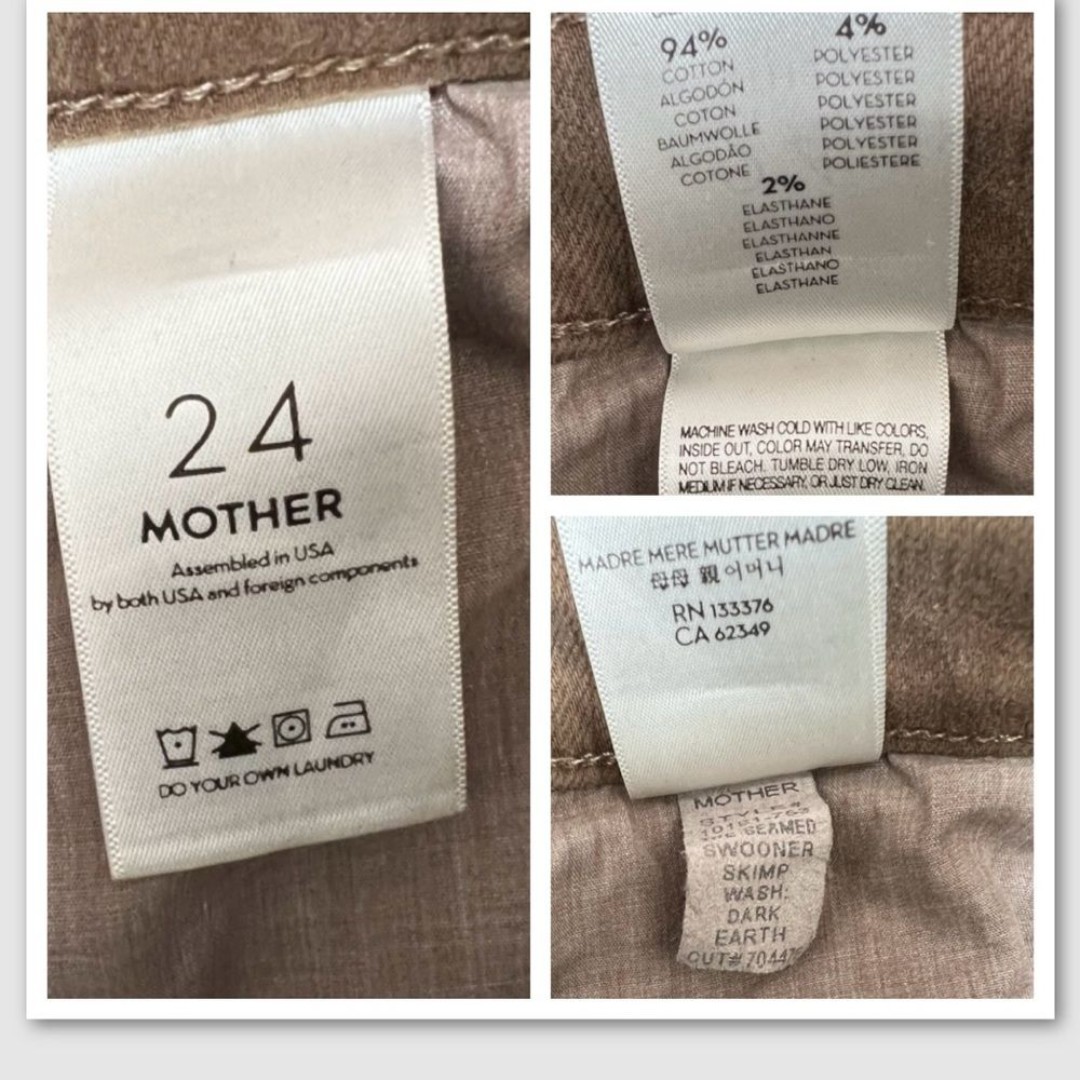 24
MOTHER
Assembled in USA
by both USA and foreign components
DO YOUR OWN LAUNDRY
94%
COTTON
ALGODÓN
COTON
BAUMWOLLE
ALGODÃO
COTONE
4%
POLYESTER
POLYESTER
POLYESTER
POLYESTER
POLYESTER
POLIESTERE
2%
ELASTHANE
ELASTHANO
ELASTHANNE
ELASTHAN
ELASTHANO
ELASTHANE
MACHINE WASH COLD WITH LIKE COLORS,
INSIDE OUT, COLOR MAY TRANSFER, DO
NOT BLEACH. TUMBLE DRY LOW, IRON
MEDIUM IF NECESSARY, OR JUST DRY CLEAN.
MADRE MERE MUTTER MADRE
母母 親 어머니
RN 133376
CA 62349
MOTHER
STYLE#
SEAMED
SWOONER
SKIMP
WASH:
DARK
EARTH
CUT#